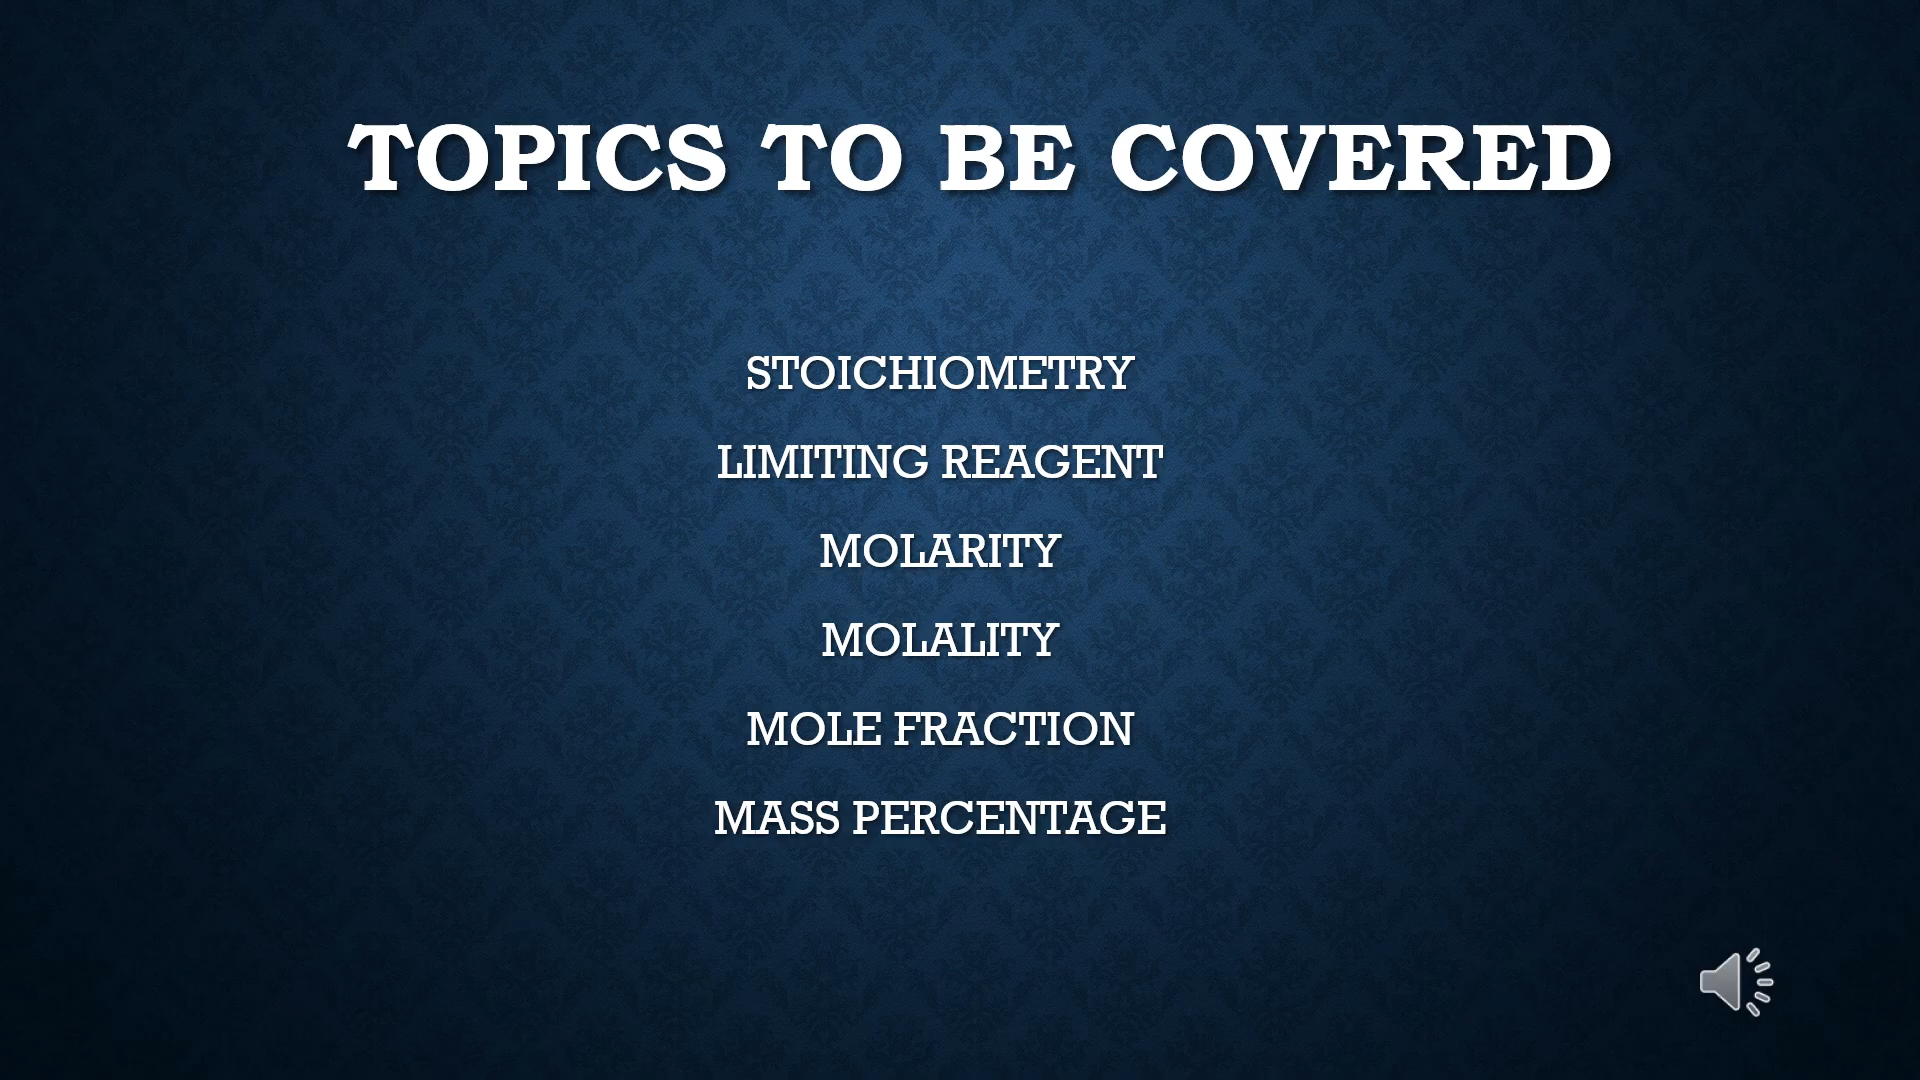 TOPICS TO BE COVERED
STOICHIOMETRY
LIMITING REAGENT
MOLARITY
MOLALITY
MOLE FRACTION
MASS PERCENTAGE